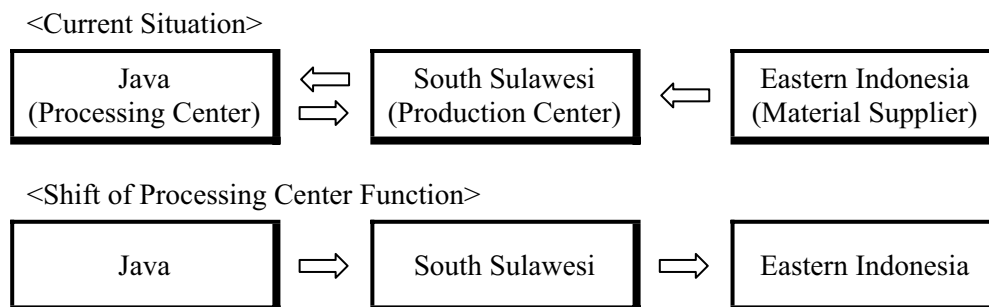 <Current Situation>
Java
(Processing Center)
South Sulawesi
(Production Center)
Eastern Indonesia
(Material Supplier)
<Shift of Processing Center Function>
Java
South Sulawesi
Eastern Indonesia